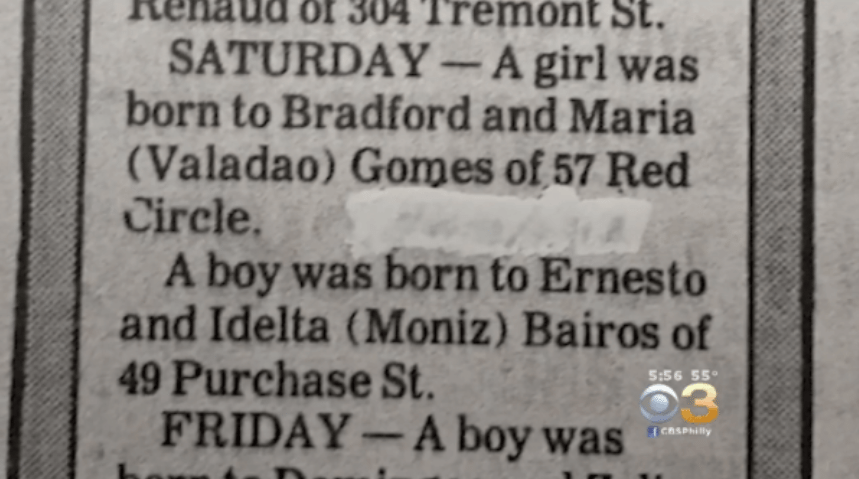 Renaud of 304 Tremont St.
SATURDAY — A girl was
born to Bradford and Maria
(Valadao) Gomes of 57 Red
Circle.
A boy was born to Ernesto
and Idelta (Moniz) Bairos of
49 Purchase St.
FRIDAY — A boy was
born to
5:56 55°
3
CBSPhilly